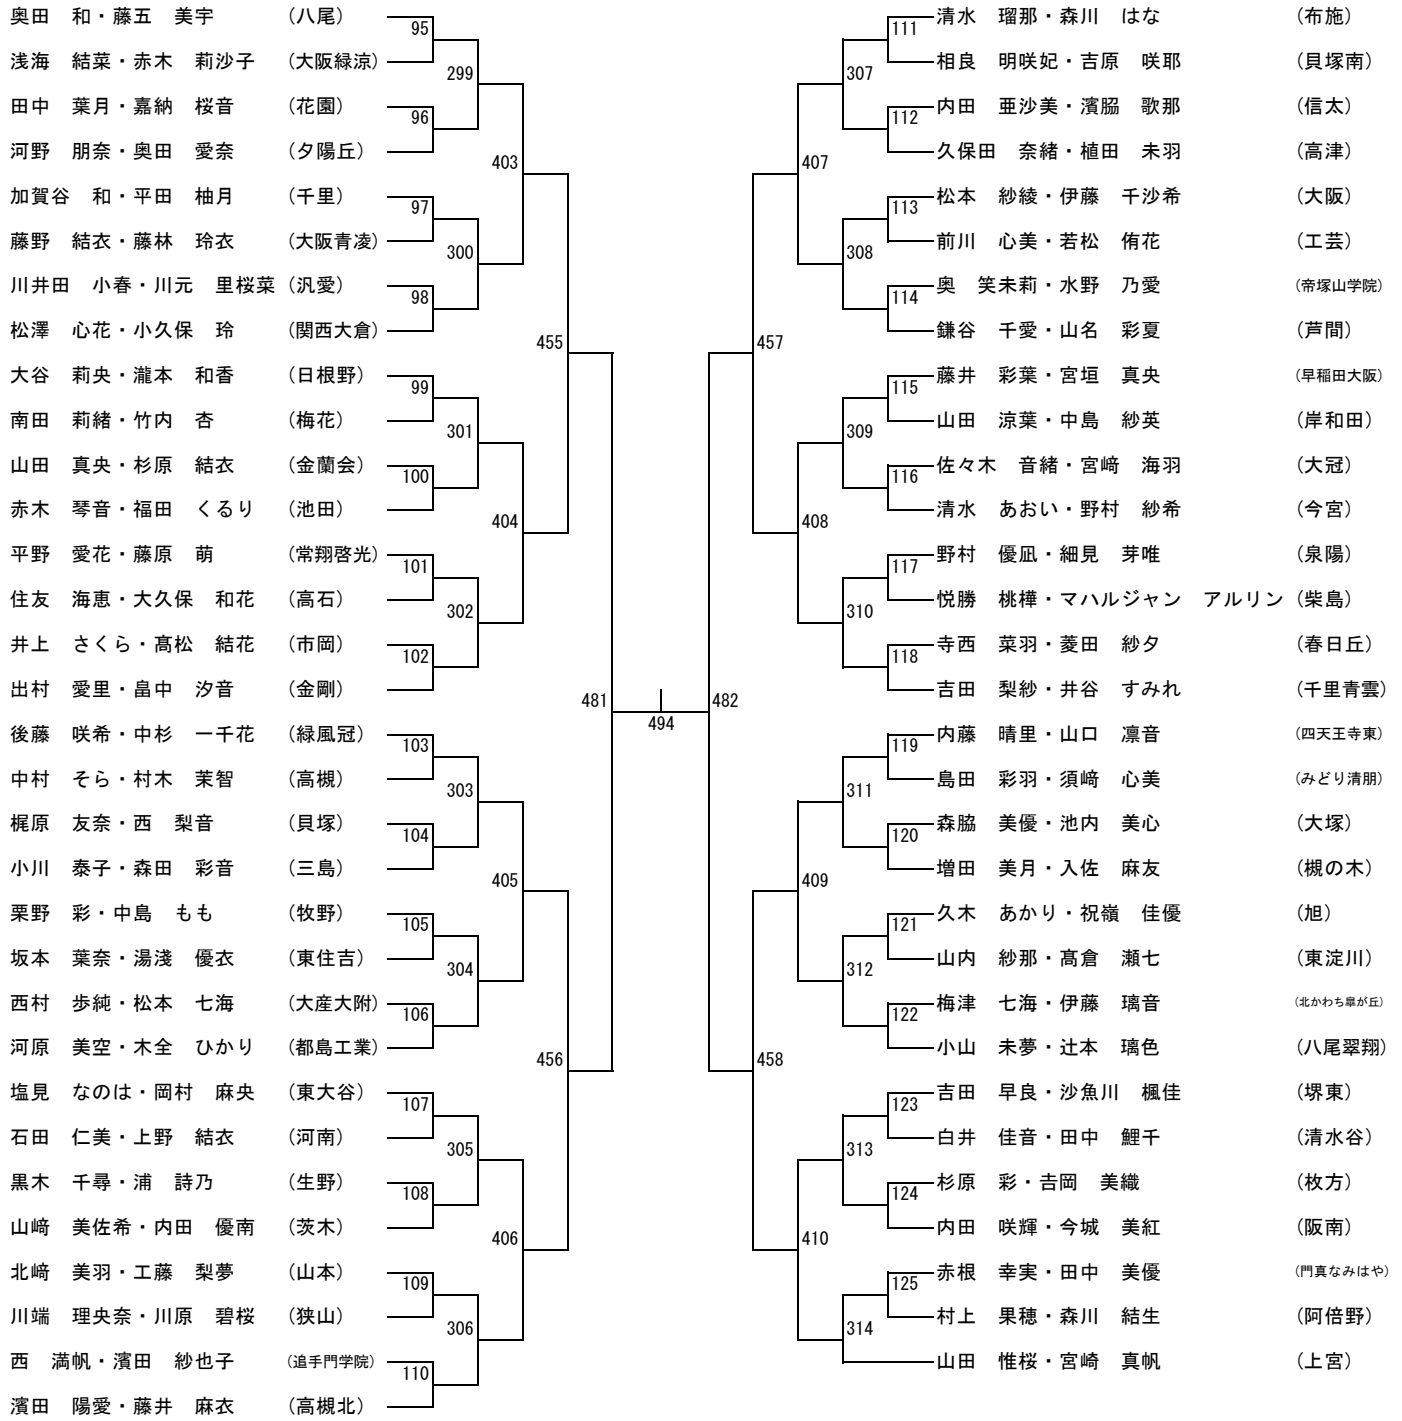 奥田　和・藤五　美宇　（八尾）
95
浅海　結菜・赤木　莉沙子　（大阪緑涼）
299
田中　葉月・嘉納　桜音　（花園）
96
河野　朋奈・奥田　愛奈　（夕陽丘）
403
加賀谷　和・平田　柚月　（千里）
97
藤野　結衣・藤林　玲衣　（大阪青凌）
300
川井田　小春・川元　里桜菜　（汎愛）
98
松澤　心花・小久保　玲　（関西大倉）
455
大谷　莉央・瀧本　和香　（日根野）
99
南田　莉緒・竹内　杏　（梅花）
301
山田　真央・杉原　結衣　（金蘭会）
100
赤木　琴音・福田　くるり　（池田）
404
平野　愛花・藤原　萌　（常翔啓光）
101
住友　海恵・大久保　和花　（高石）
302
井上　さくら・髙松　結花　（市岡）
102
出村　愛里・畠中　汐音　（金剛）
481
後藤　咲希・中杉　一千花　（緑風冠）
103
中村　そら・村木　茉智　（高槻）
303
梶原　友奈・西　梨音　（貝塚）
104
小川　泰子・森田　彩音　（三島）
405
栗野　彩・中島　もも　（牧野）
105
坂本　葉奈・湯淺　優衣　（東住吉）
304
西村　歩純・松本　七海　（大産大附）
106
河原　美空・木全　ひかり　（都島工業）
456
塩見　なのは・岡村　麻央　（東大谷）
107
石田　仁美・上野　結衣　（河南）
305
黒木　千尋・浦　詩乃　（生野）
108
山﨑　美佐希・内田　優南　（茨木）
406
北﨑　美羽・工藤　梨夢　（山本）
109
川端　理央奈・川原　碧桜　（狭山）
306
西　満帆・濱田　紗也子　（追手門学院）
110
濱田　陽愛・藤井　麻衣　（高槻北）
494
清水　瑠那・森川　はな　（布施）
111
相良　明咲妃・吉原　咲耶　（貝塚南）
307
内田　亜沙美・濱脇　歌那　（信太）
112
久保田　奈緒・植田　未羽　（高津）
407
松本　紗綾・伊藤　千沙希　（大阪）
113
前川　心美・若松　侑花　（工芸）
308
奥　笑未莉・水野　乃愛　（帝塚山学院）
114
鎌谷　千愛・山名　彩夏　（芦間）
457
藤井　彩葉・宮垣　真央　（早稲田大阪）
115
山田　涼葉・中島　紗英　（岸和田）
309
佐々木　音緒・宮﨑　海羽　（大冠）
116
清水　あおい・野村　紗希　（今宮）
408
野村　優凪・細見　芽唯　（泉陽）
117
悦勝　桃樺・マハルジャン　アルリン　（柴島）
310
寺西　菜羽・菱田　紗夕　（春日丘）
118
吉田　梨紗・井谷　すみれ　（千里青雲）
482
内藤　晴里・山口　凛音　（四天王寺東）
119
島田　彩羽・須﨑　心美　（みどり清朋）
311
森脇　美優・池内　美心　（大塚）
120
増田　美月・入佐　麻友　（槻の木）
409
久木　あかり・祝嶺　佳優　（旭）
121
山内　紗那・髙倉　瀬七　（東淀川）
312
梅津　七海・伊藤　璃音　（北かわち皐が丘）
122
小山　未夢・辻本　璃色　（八尾翠翔）
458
吉田　早良・沙魚川　楓佳　（堺東）
123
白井　佳音・田中　鯉千　（清水谷）
313
杉原　彩・𠮷岡　美織　（枚方）
124
内田　咲輝・今城　美紅　（阪南）
410
赤根　幸実・田中　美優　（門真なみはや）
125
村上　果穂・森川　結生　（阿倍野）
314
山田　惟桜・宮崎　真帆　（上宮）